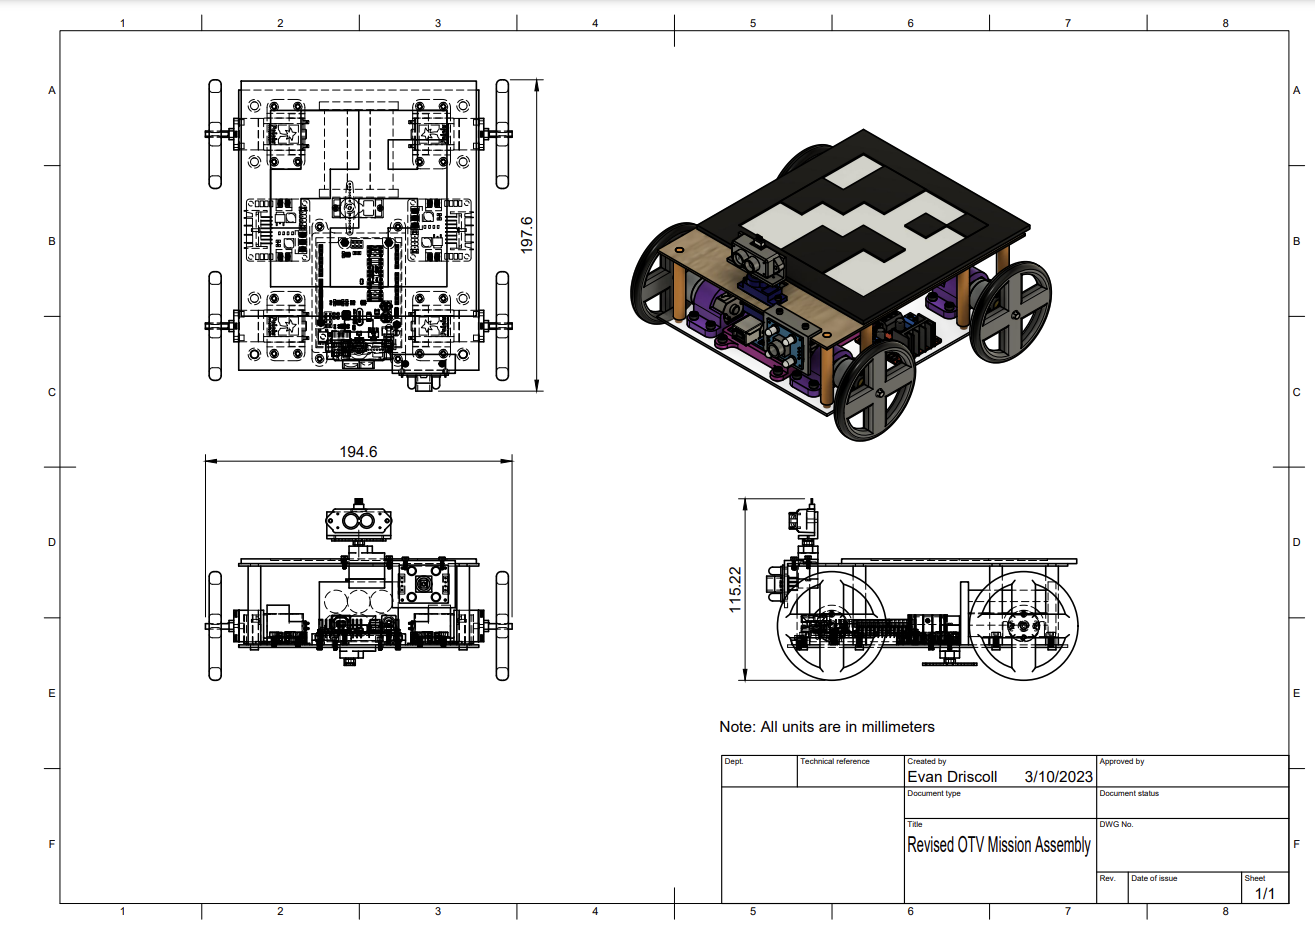 1 2 3 4 5 6 7 8
A A
B B
C C
D D
E E
F F
197.6
194.6
115.22
Note: All units are in millimeters
Dept. Technical reference Created by Approved by
Evan Driscoll 3/10/2023
Document type Document status
Title DWG No.
Revised OTV Mission Assembly
Rev. Date of issue Sheet
1/1
1 2 3 4 5 6 7 8